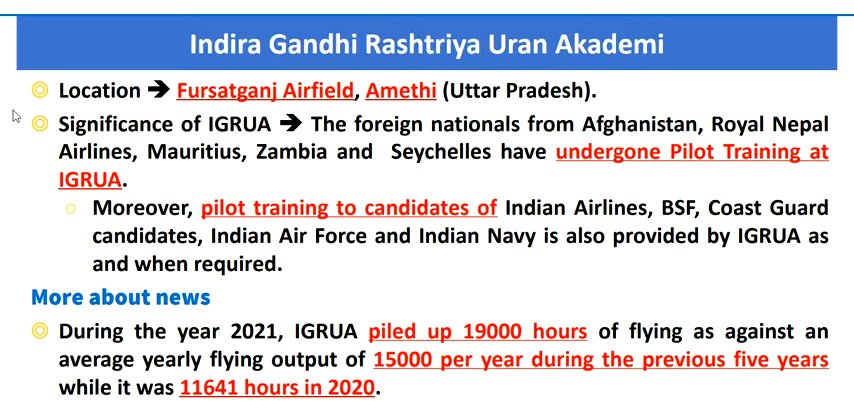 Indira Gandhi Rashtriya Uran Akademi
Location ➔ Fursatganj Airfield, Amethi (Uttar Pradesh).
Significance of IGRUA ➔ The foreign nationals from Afghanistan, Royal Nepal
Airlines, Mauritius, Zambia and Seychelles have undergone Pilot Training at
IGRUA.
Moreover, pilot training to candidates of Indian Airlines, BSF, Coast Guard
candidates, Indian Air Force and Indian Navy is also provided by IGRUA as
and when required.
More about news
During the year 2021, IGRUA piled up 19000 hours of flying as against an
average yearly flying output of 15000 per year during the previous five years
while it was 11641 hours in 2020.